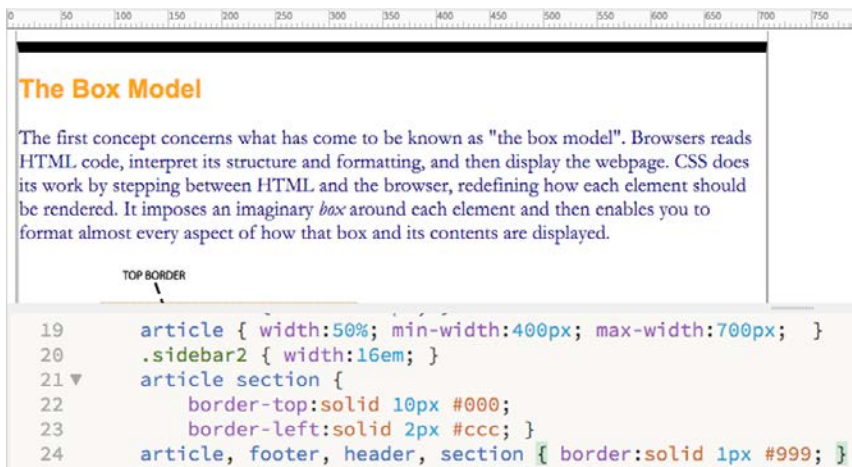 0 50 100 150 200 250 300 350 400 450 500 550 600 650 700 750
The Box Model
The first concept concerns what has come to be known as "the box model". Browsers reads
HTML code, interpret its structure and formatting, and then display the webpage. CSS does
its work by stepping between HTML and the browser, redefining how each element should
be rendered. It imposes an imaginary box around each element and then enables you to
format almost every aspect of how that box and its contents are displayed.
TOP BORDER
19 article { width:50%; min-width:400px; max-width:700px; }
20 .sidebar2 { width:16em; }
21 article section {
22 border-top:solid 10px #000;
23 border-left:solid 2px #ccc; }
24 article, footer, header, section { border:solid 1px #999; }